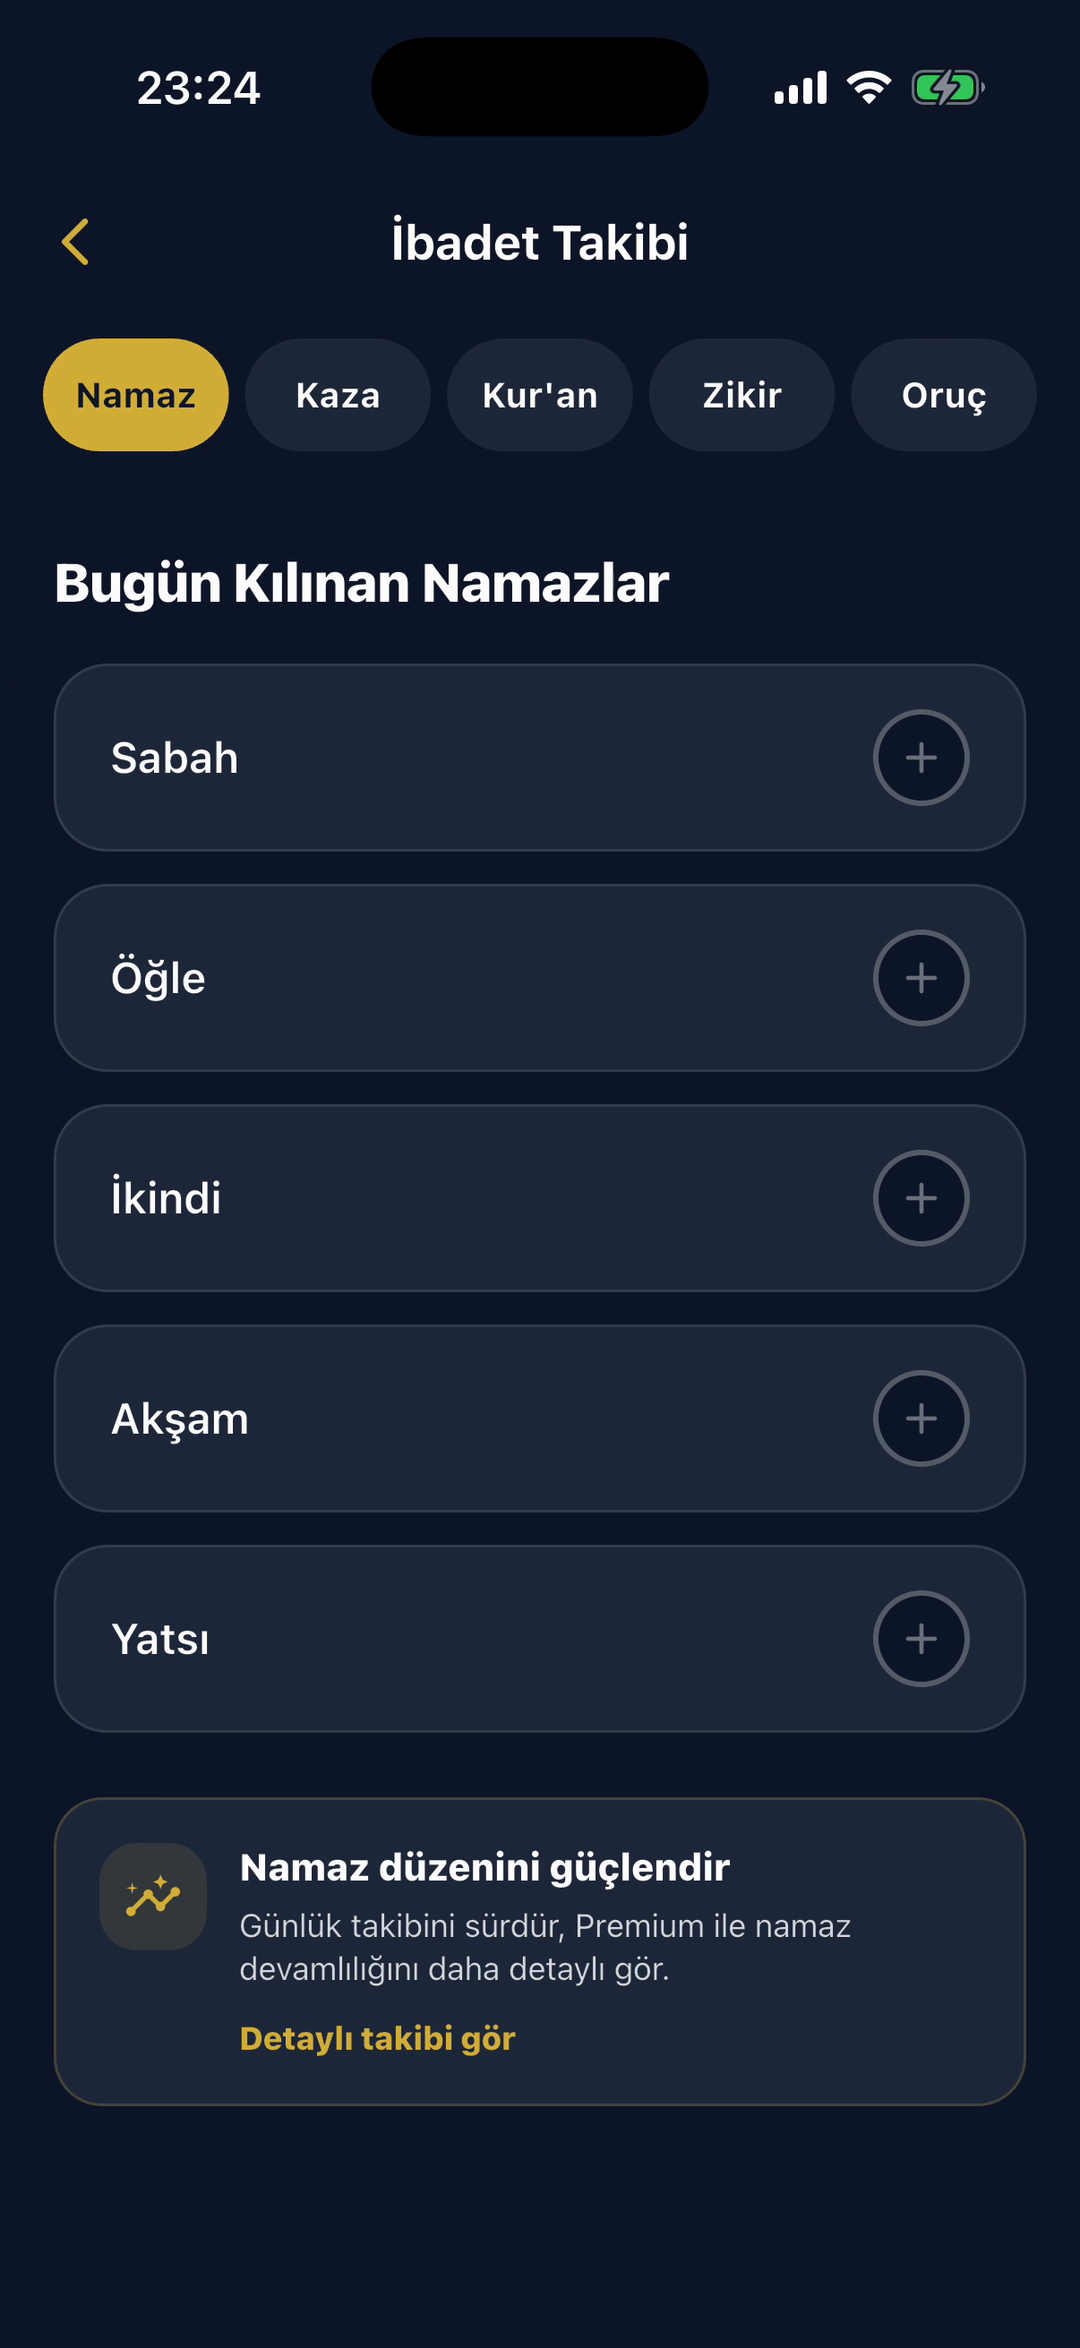 23:24
İbadet Takibi
Namaz
Kaza
Kur'an
Zikir
Oruç
Bugün Kılınan Namazlar
Sabah
Öğle
İkindi
Akşam
Yatsı
Namaz düzenini güçlendir
Günlük takibini sürdür, Premium ile namaz
devamlılığını daha detaylı gör.
Detaylı takibi gör